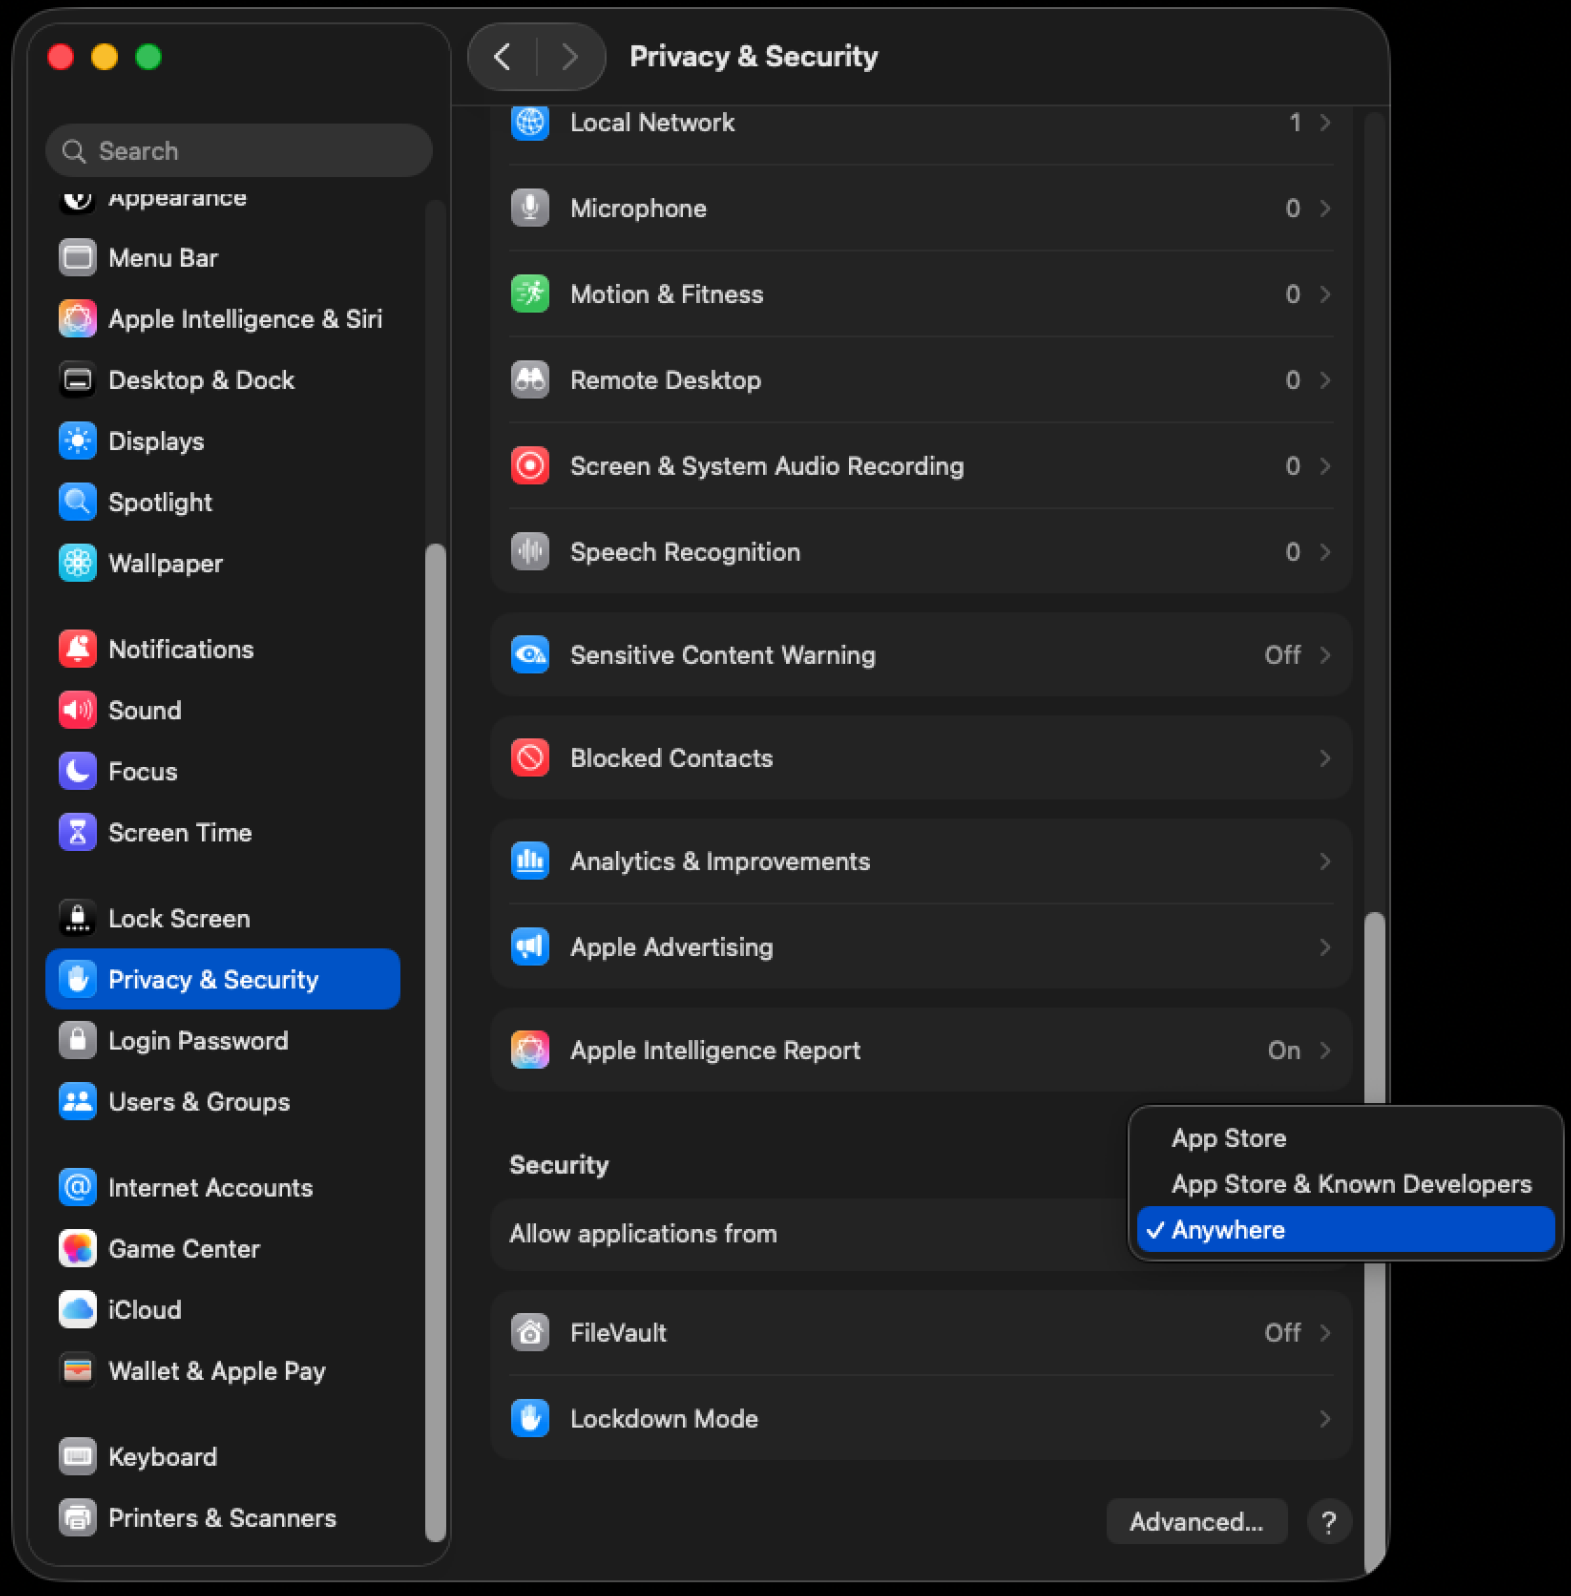 Privacy & Security
Search
Appearance
Menu Bar
Apple Intelligence & Siri
Desktop & Dock
Displays
Spotlight
Wallpaper
Notifications
Sound
Focus
Screen Time
Lock Screen
Privacy & Security
Login Password
Users & Groups
Internet Accounts
Game Center
iCloud
Wallet & Apple Pay
Keyboard
Printers & Scanners
Local Network 1
Microphone 0
Motion & Fitness 0
Remote Desktop 0
Screen & System Audio Recording 0
Speech Recognition 0
Sensitive Content Warning Off
Blocked Contacts
Analytics & Improvements
Apple Advertising
Apple Intelligence Report On
Security
Allow applications from
App Store
App Store & Known Developers
✓ Anywhere
FileVault Off
Lockdown Mode
Advanced... ?